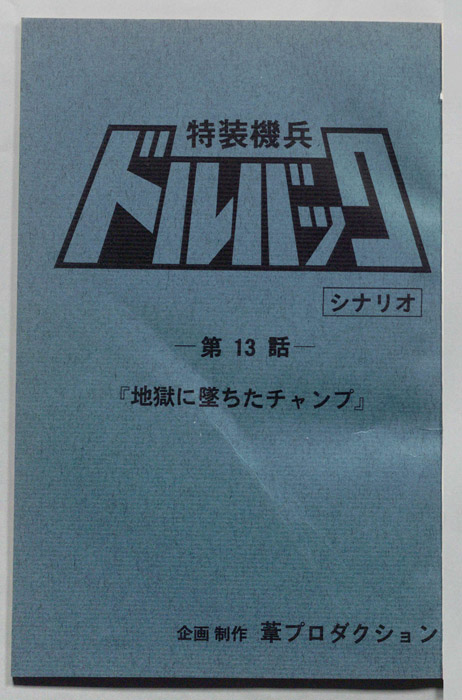 特装機兵
ドルバック
シナリオ
―第 13 話―
『地獄に墜ちたチャンプ』
企画 制作 葦プロダクション